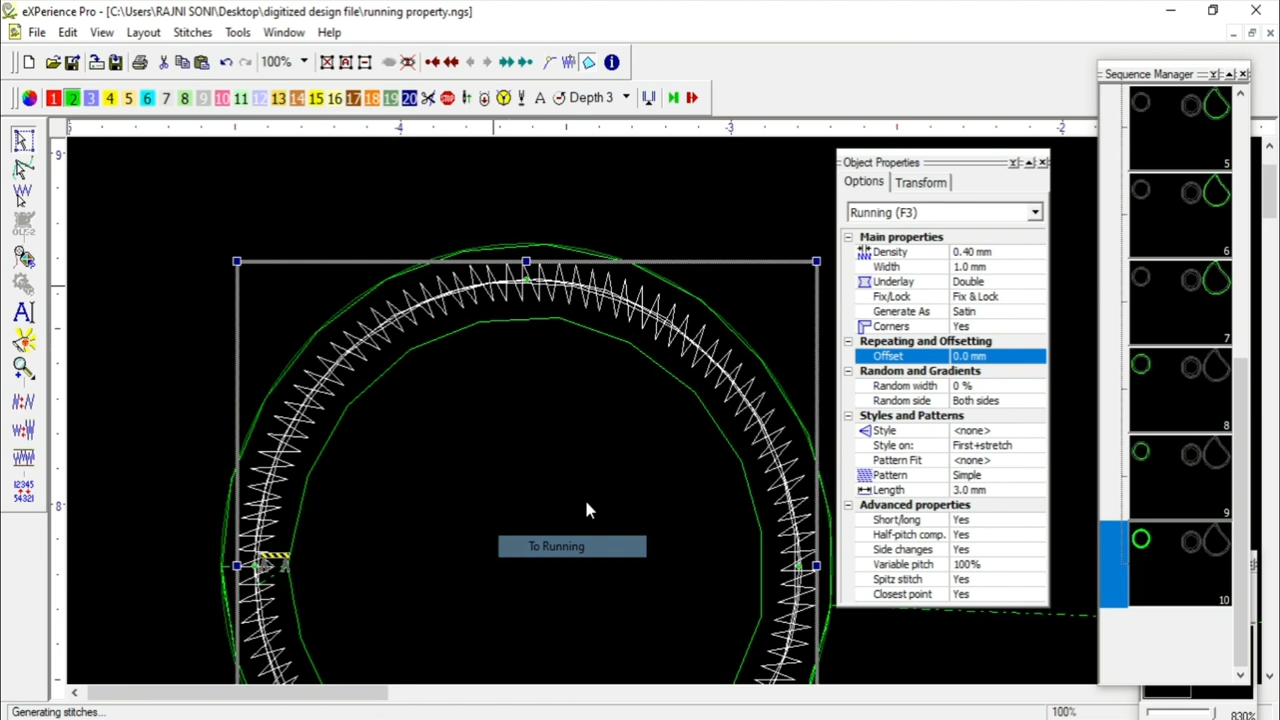 eXPerience Pro - [C:\Users\RAJNI SONI\Desktop\digitized design file\running property.ngs]
File Edit View Layout Stitches Tools Window Help
100%
1 2 3 4 5 6 7 8 9 10 11 12 13 14 15 16 17 18 19 20 A Depth 3
-4 -3 -2
9
8
12345
54321
To Running
Object Properties
Options Transform
Running (F3)
Main properties
Density 0.40 mm
Width 1.0 mm
Underlay Double
Fix/Lock Fix & Lock
Generate As Satin
Corners Yes
Repeating and Offsetting
Offset 0.0 mm
Random and Gradients
Random width 0 %
Random side Both sides
Styles and Patterns
Style <none>
Style on: First+stretch
Pattern Fit <none>
Pattern Simple
Length 3.0 mm
Advanced properties
Short/long Yes
Half-pitch comp. Yes
Side changes Yes
Variable pitch 100%
Spitz stitch Yes
Closest point Yes
Sequence Manager
5
6
7
8
9
10
Generating stitches...
100%
830%